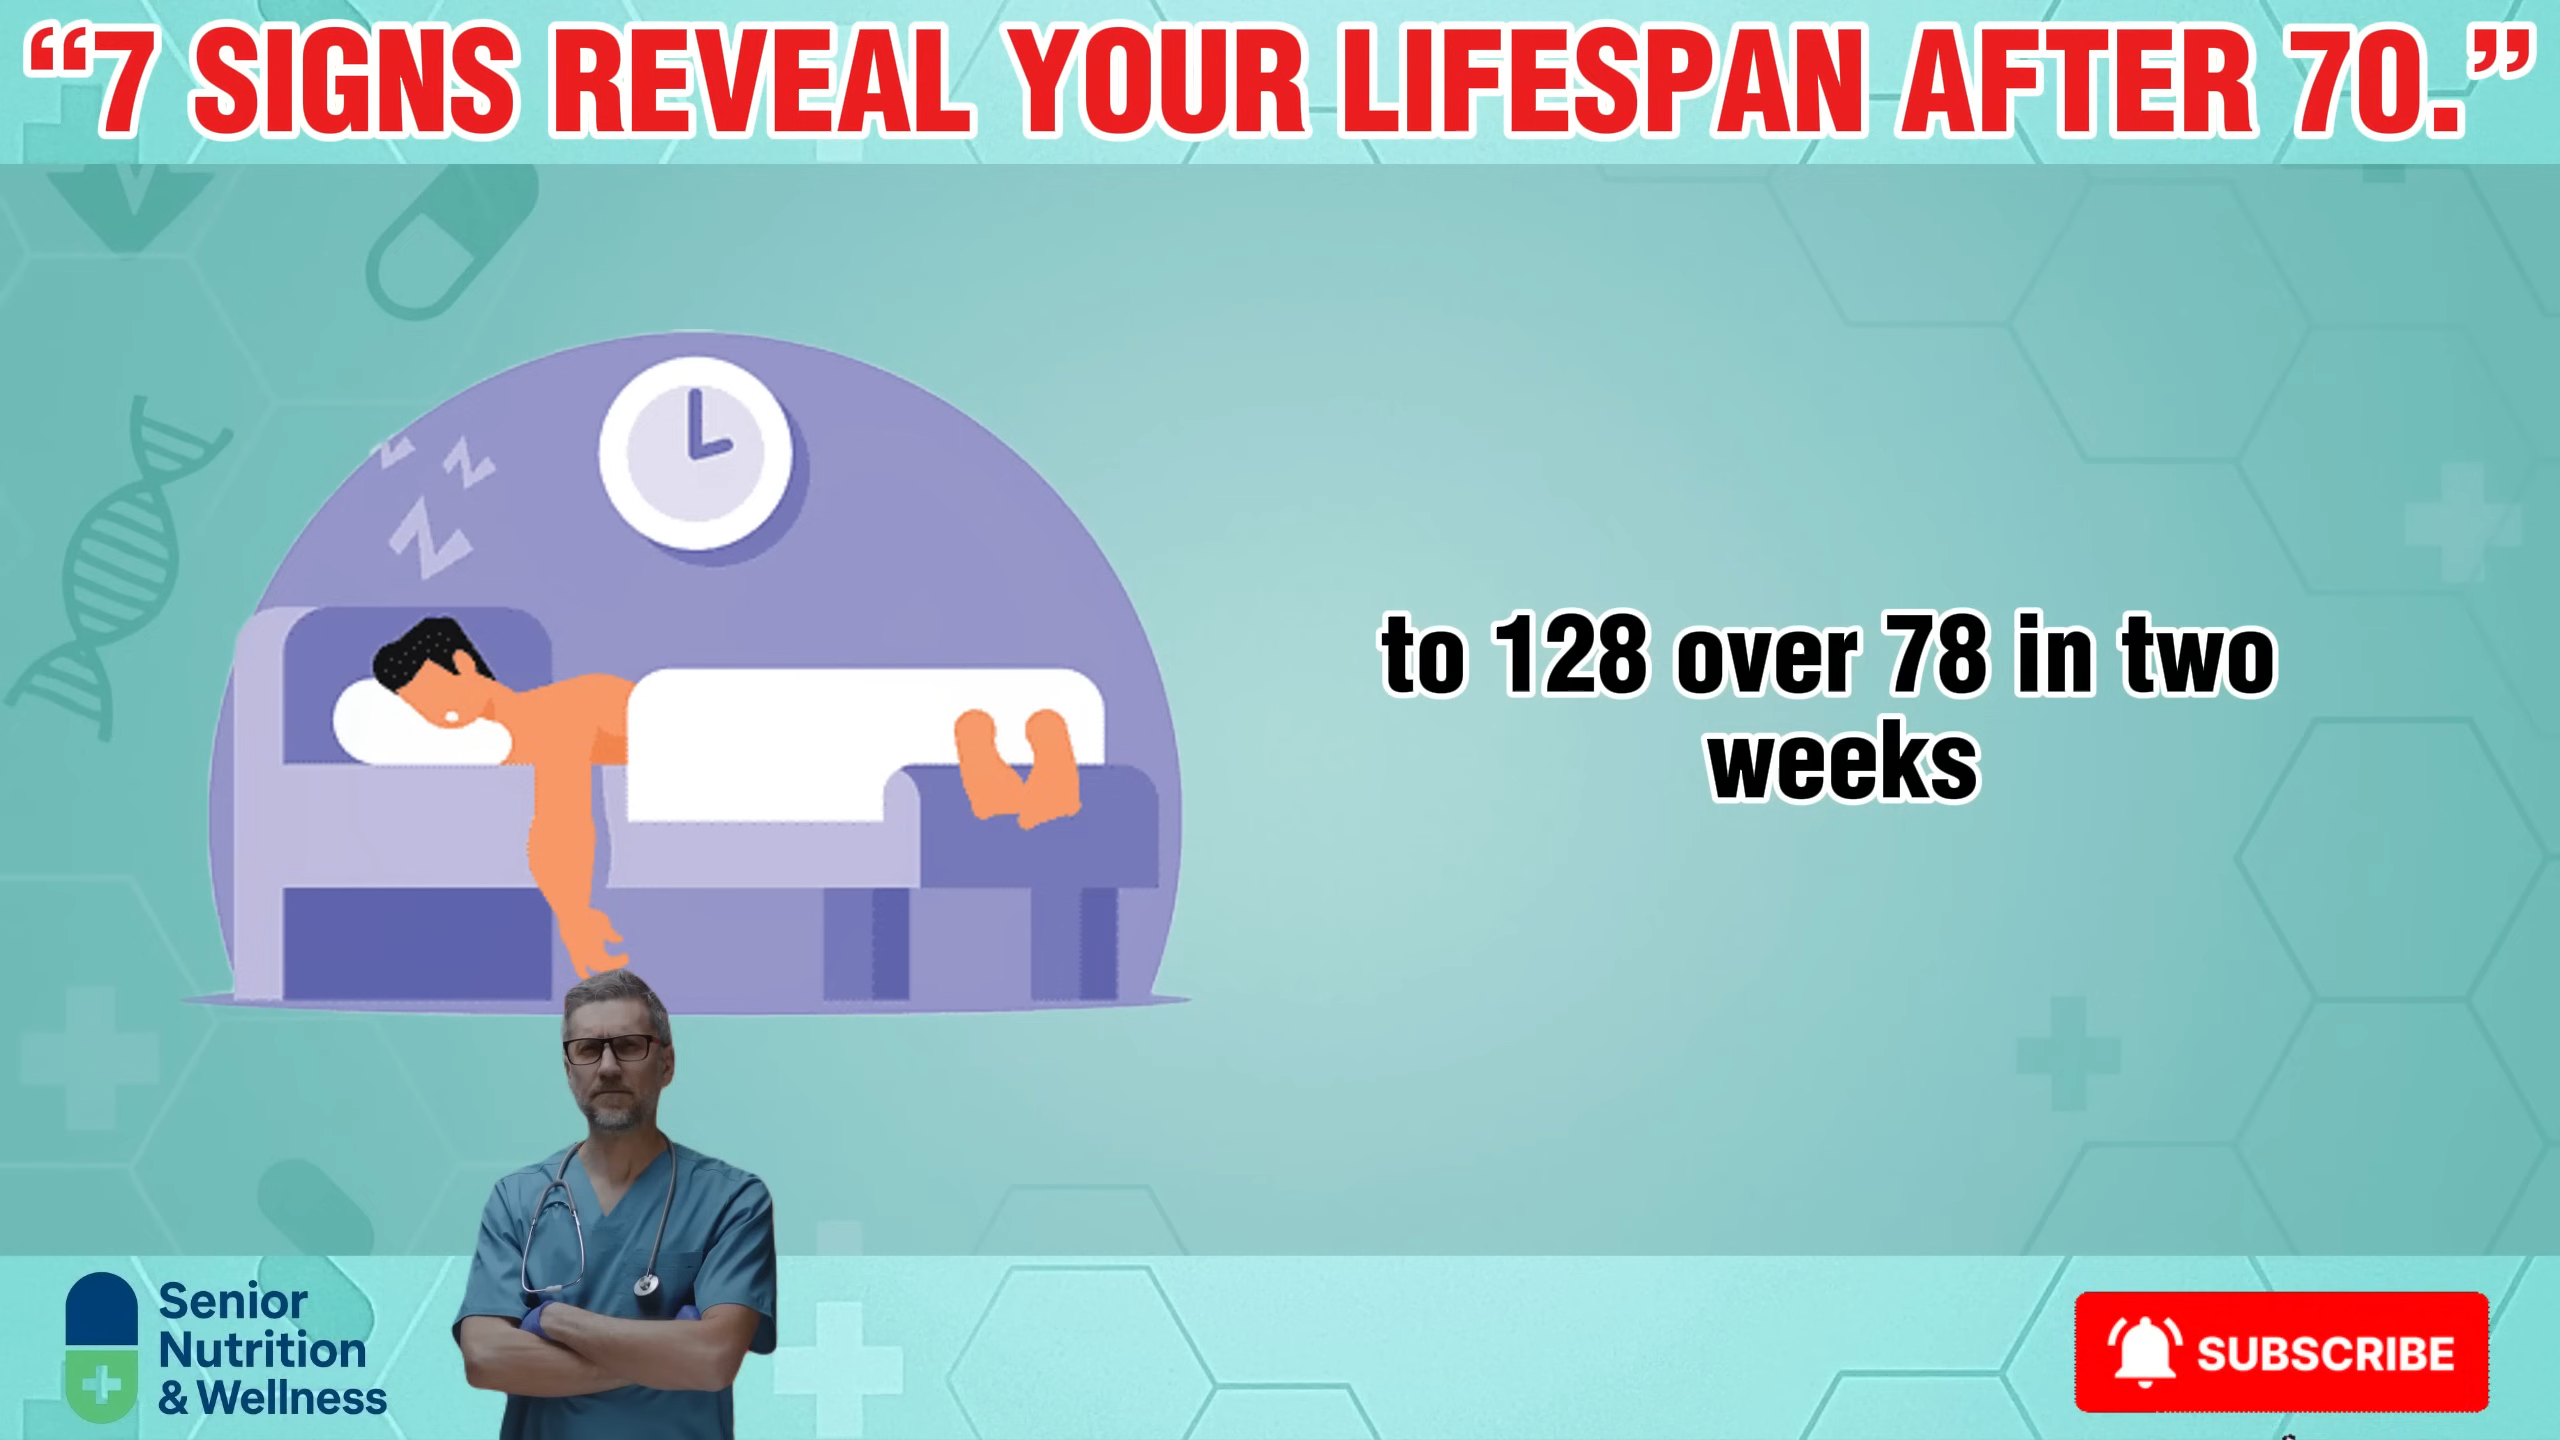 “7 SIGNS REVEAL YOUR LIFESPAN AFTER 70.”
to 128 over 78 in two
weeks
Senior
Nutrition
& Wellness
SUBSCRIBE